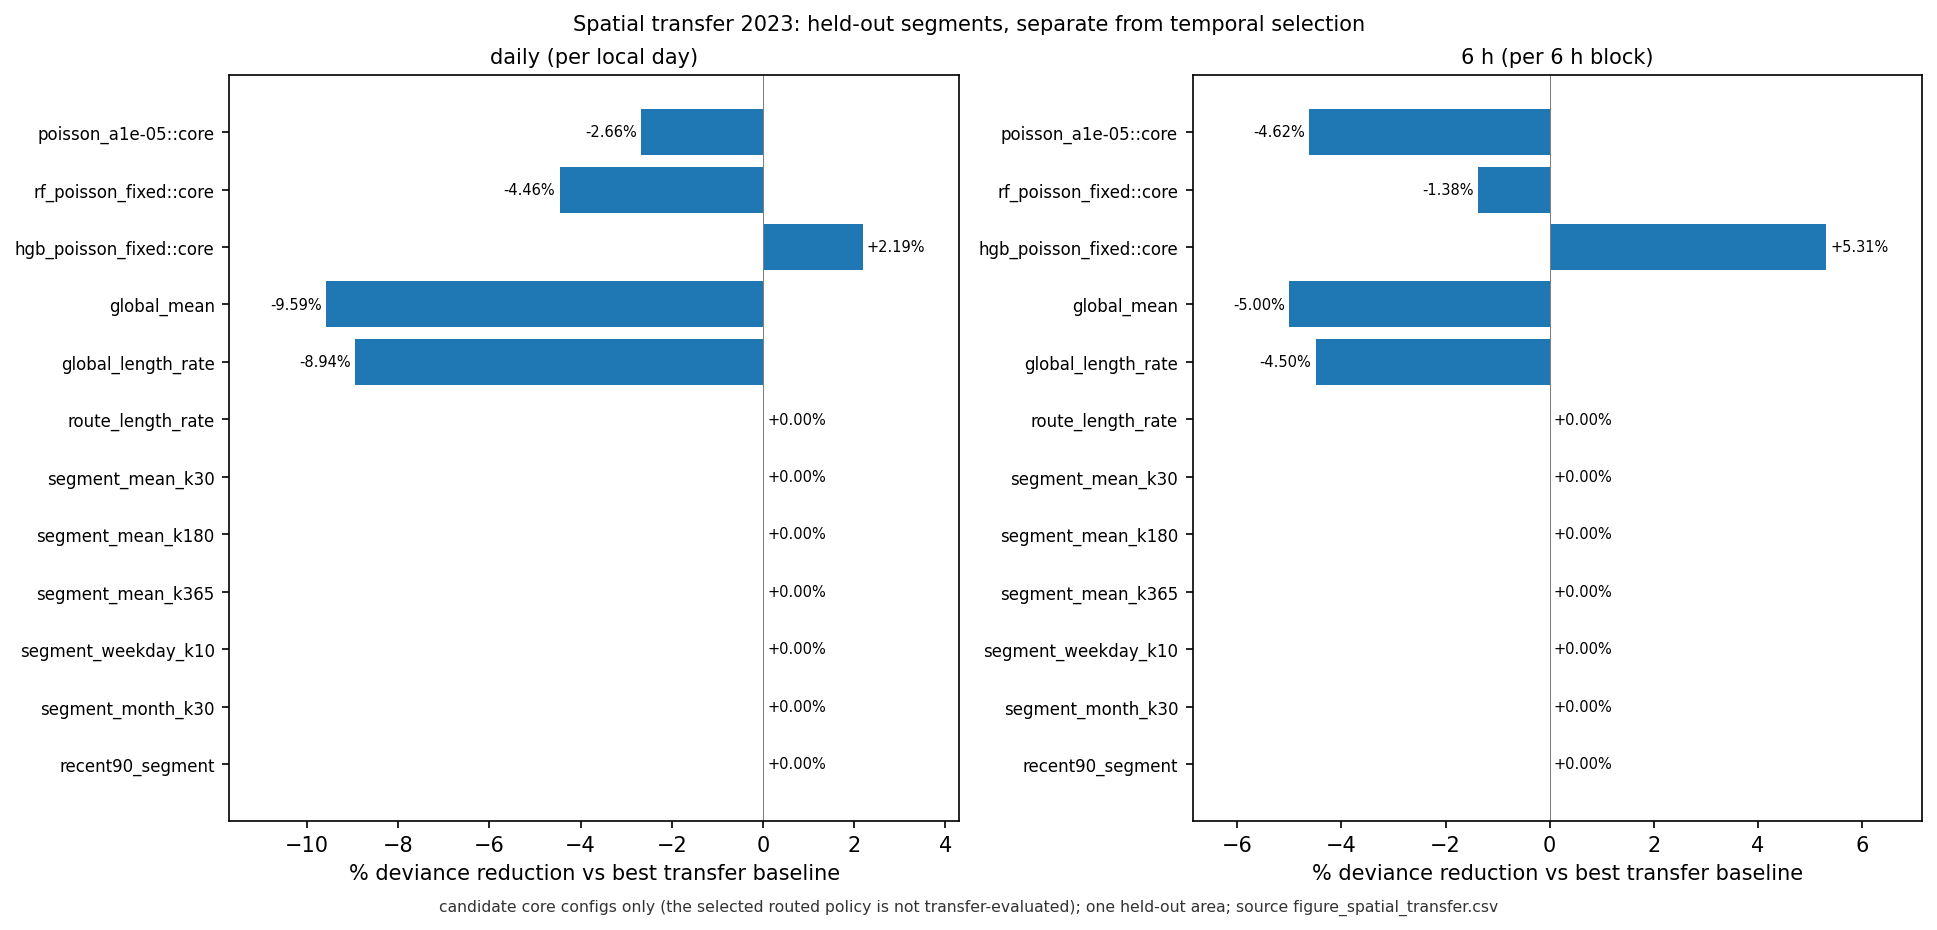 Spatial transfer 2023: held-out segments, separate from temporal selection
daily (per local day)
poisson_a1e-05::core
-2.66%
rf_poisson_fixed::core
-4.46%
hgb_poisson_fixed::core
+2.19%
global_mean
-9.59%
global_length_rate
-8.94%
route_length_rate
+0.00%
segment_mean_k30
+0.00%
segment_mean_k180
+0.00%
segment_mean_k365
+0.00%
segment_weekday_k10
+0.00%
segment_month_k30
+0.00%
recent90_segment
+0.00%
−10 −8 −6 −4 −2 0 2 4
% deviance reduction vs best transfer baseline
6 h (per 6 h block)
poisson_a1e-05::core
-4.62%
rf_poisson_fixed::core
-1.38%
hgb_poisson_fixed::core
+5.31%
global_mean
-5.00%
global_length_rate
-4.50%
route_length_rate
+0.00%
segment_mean_k30
+0.00%
segment_mean_k180
+0.00%
segment_mean_k365
+0.00%
segment_weekday_k10
+0.00%
segment_month_k30
+0.00%
recent90_segment
+0.00%
−6 −4 −2 0 2 4 6
% deviance reduction vs best transfer baseline
candidate core configs only (the selected routed policy is not transfer-evaluated); one held-out area; source figure_spatial_transfer.csv